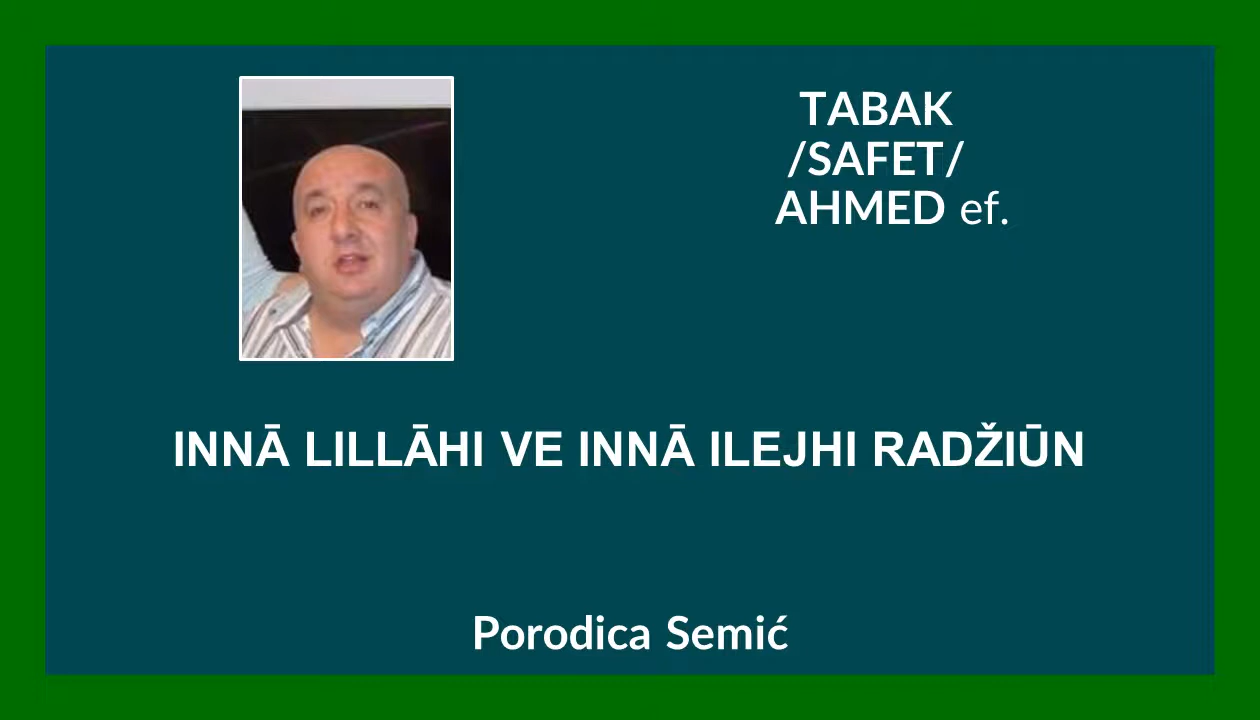 TABAK
/SAFET/
AHMED ef.
INNĀ LILLĀHI VE INNĀ ILEJHI RADŽIŪN
Porodica Semić